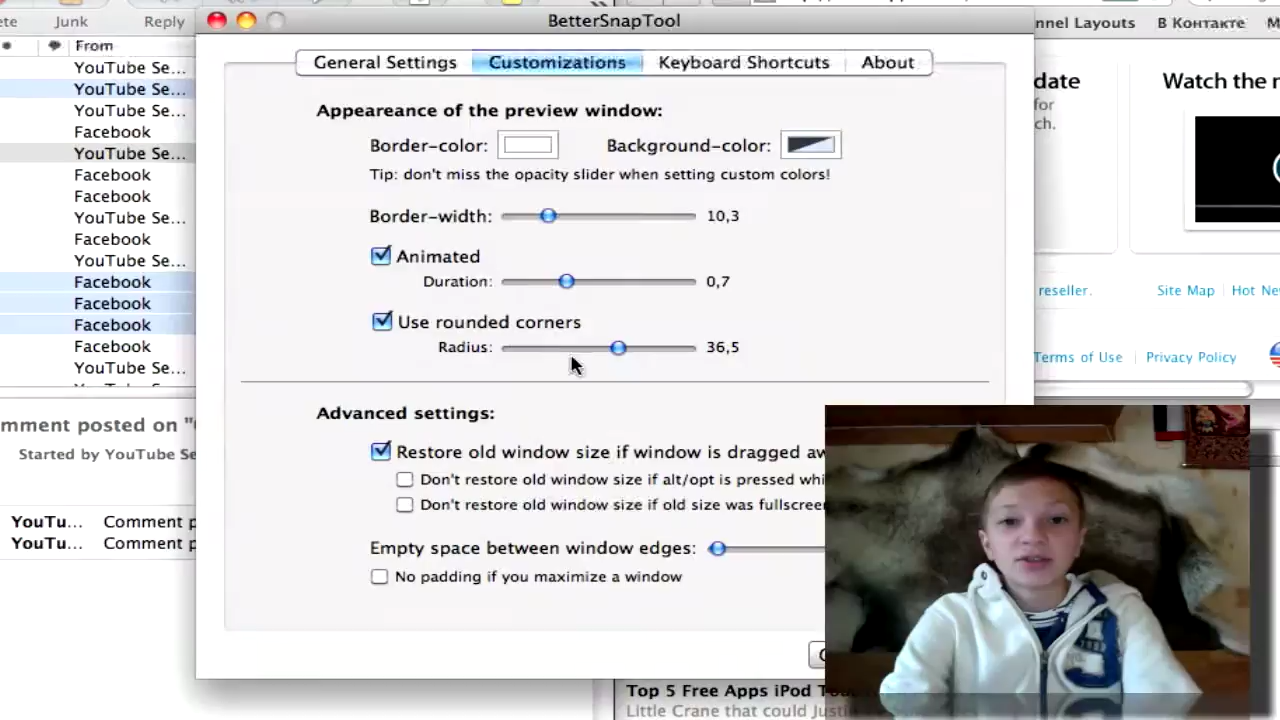 BetterSnapTool
Junk
Reply
nnel Layouts
В Контакте
From
General Settings
Customizations
Keyboard Shortcuts
About
YouTube Se...
YouTube Se...
YouTube Se...
Facebook
YouTube Se...
Facebook
Facebook
YouTube Se...
Facebook
YouTube Se...
Facebook
Facebook
Facebook
Facebook
YouTube Se...
Appearance of the preview window:
Border-color:
Background-color:
Tip: don't miss the opacity slider when setting custom colors!
Border-width:
10,3
Animated
Duration:
0,7
Use rounded corners
Radius:
36,5
Advanced settings:
Restore old window size if window is dragged aw
Don't restore old window size if alt/opt is pressed whi
Don't restore old window size if old size was fullscreen
Empty space between window edges:
No padding if you maximize a window
date
for
ch.
Watch the n
reseller.
Site Map
Hot Ne
Terms of Use
Privacy Policy
mment posted on "
Started by YouTube Se
YouTu... Comment p
YouTu... Comment p
Top 5 Free Apps iPod To
Little Crane that could Just